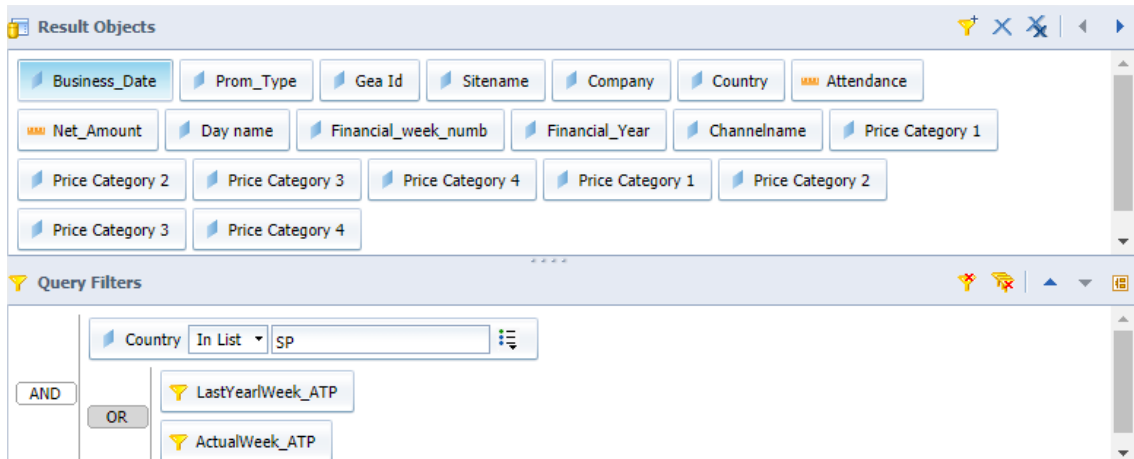 Result Objects
Business_Date Prom_Type Gea Id Sitename Company Country Attendance
Net_Amount Day name Financial_week_numb Financial_Year Channelname Price Category 1
Price Category 2 Price Category 3 Price Category 4 Price Category 1 Price Category 2
Price Category 3 Price Category 4
Query Filters
Country In List SP
AND
LastYearlWeek_ATP
OR
ActualWeek_ATP